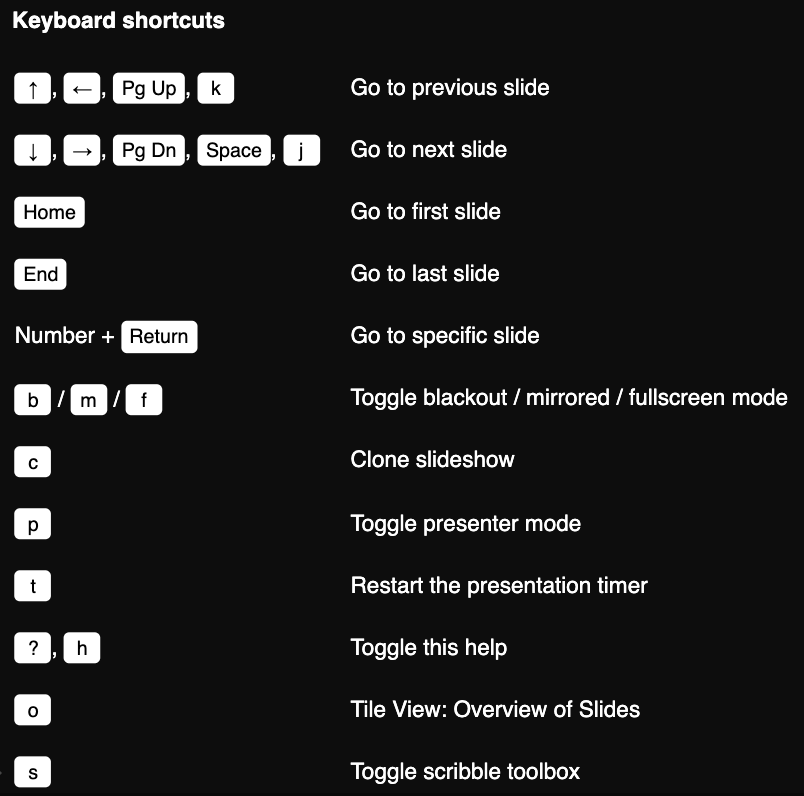 Keyboard shortcuts
↑, ←, Pg Up, k Go to previous slide
↓, →, Pg Dn, Space, j Go to next slide
Home Go to first slide
End Go to last slide
Number + Return Go to specific slide
b / m / f Toggle blackout / mirrored / fullscreen mode
c Clone slideshow
p Toggle presenter mode
t Restart the presentation timer
?, h Toggle this help
o Tile View: Overview of Slides
s Toggle scribble toolbox